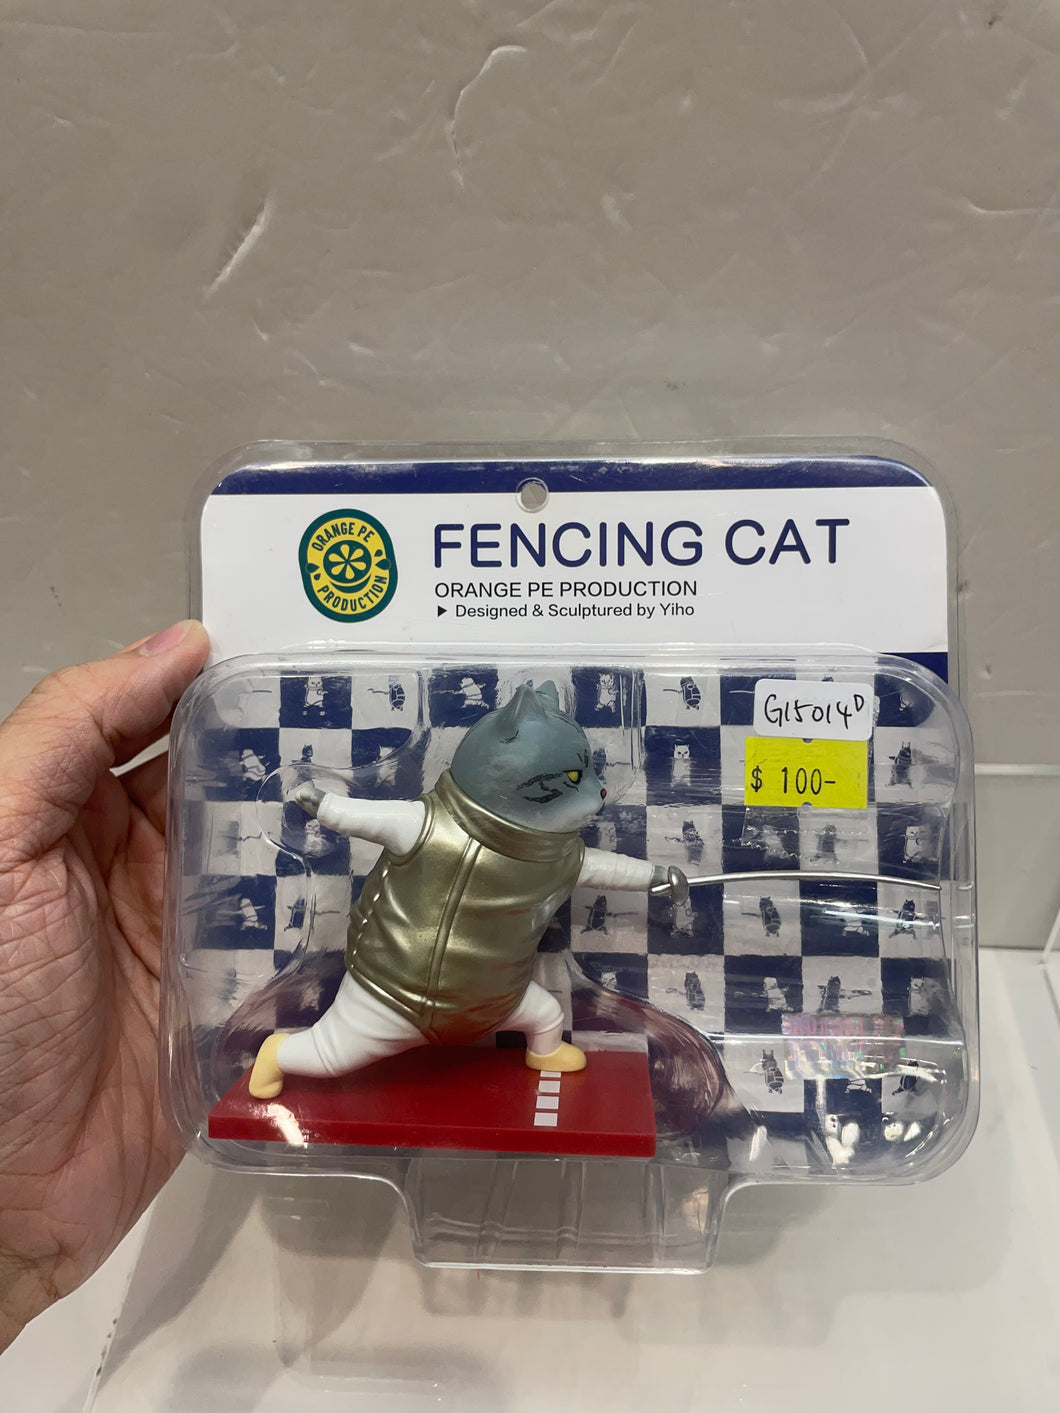 ORANGE PE
PRODUCTION
FENCING CAT
ORANGE PE PRODUCTION
▶ Designed & Sculptured by Yiho
G15014D
$ 100-